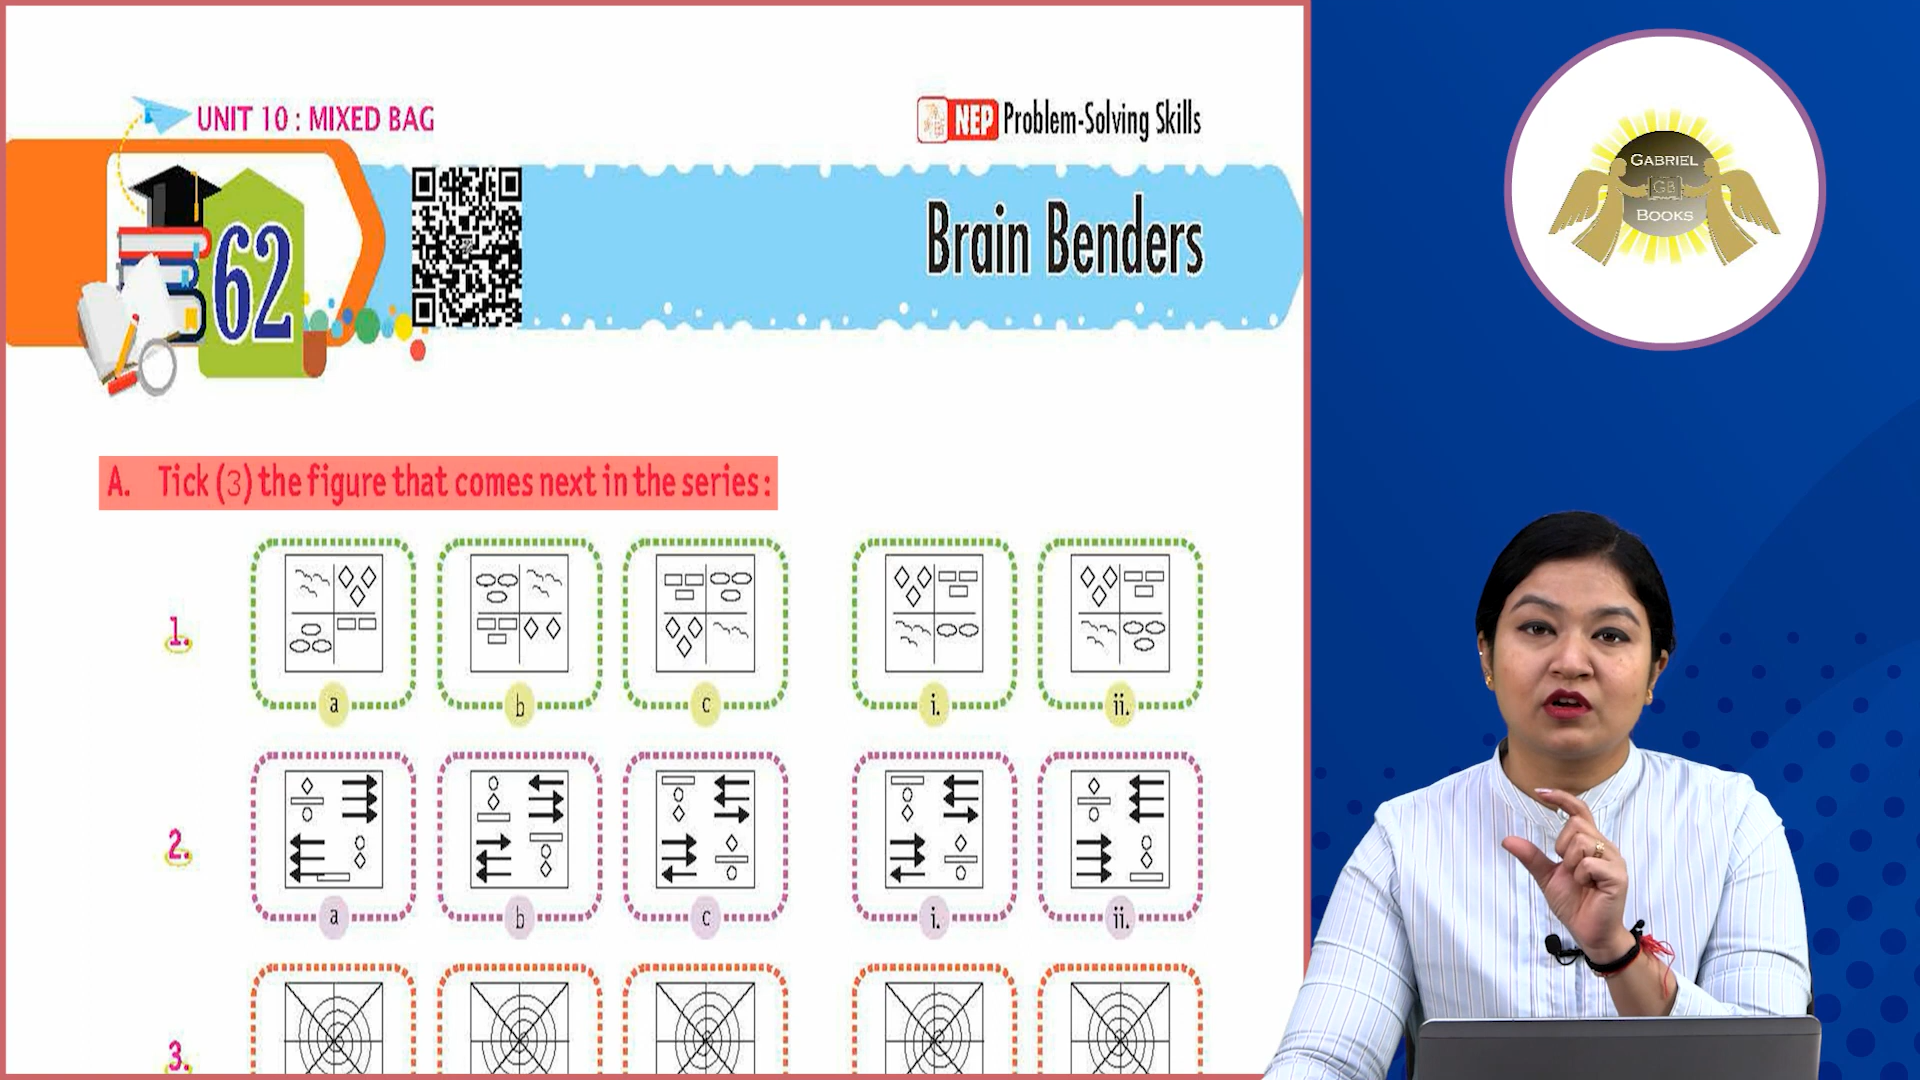 UNIT 10 : MIXED BAG
NEP Problem-Solving Skills
62
Brain Benders
GABRIEL
GB
BOOKS
A. Tick (3) the figure that comes next in the series :
1.
a b c i. ii.
2.
a b c i. ii.
3.